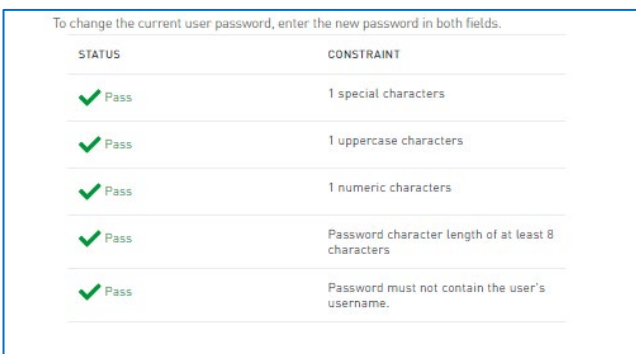 To change the current user password, enter the new password in both fields.
STATUS CONSTRAINT
Pass 1 special characters
Pass 1 uppercase characters
Pass 1 numeric characters
Pass Password character length of at least 8
characters
Pass Password must not contain the user's
username.